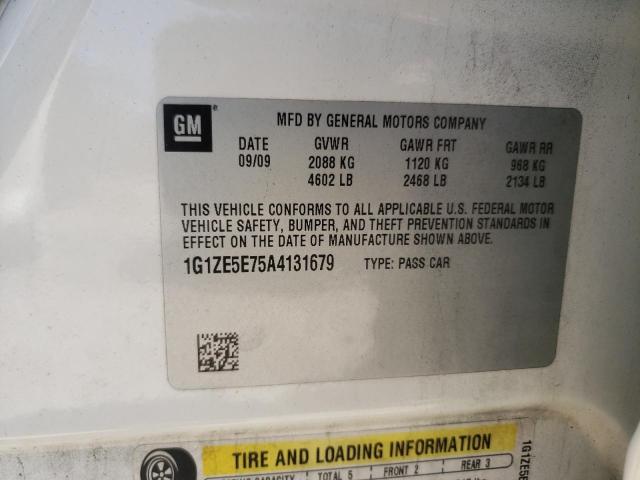 GM
MFD BY GENERAL MOTORS COMPANY
DATE GVWR GAWR FRT GAWR RR
09/09 2088 KG 1120 KG 968 KG
4602 LB 2468 LB 2134 LB
THIS VEHICLE CONFORMS TO ALL APPLICABLE U.S. FEDERAL MOTOR
VEHICLE SAFETY, BUMPER, AND THEFT PREVENTION STANDARDS IN
EFFECT ON THE DATE OF MANUFACTURE SHOWN ABOVE.
1G1ZE5E75A4131679 TYPE: PASS CAR
TIRE AND LOADING INFORMATION
CAPACITY TOTAL 5 FRONT 2 REAR 3
1G1ZE5E